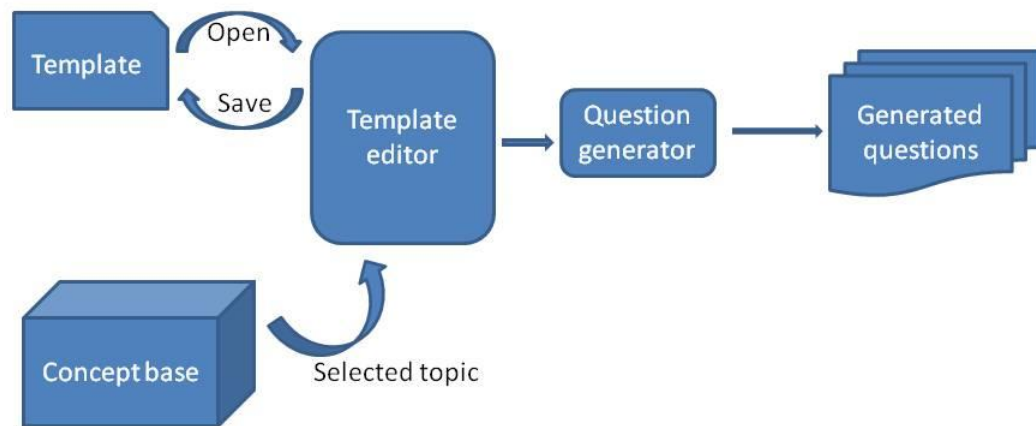 Template
Open
Save
Template
editor
Question
generator
Generated
questions
Concept base
Selected topic